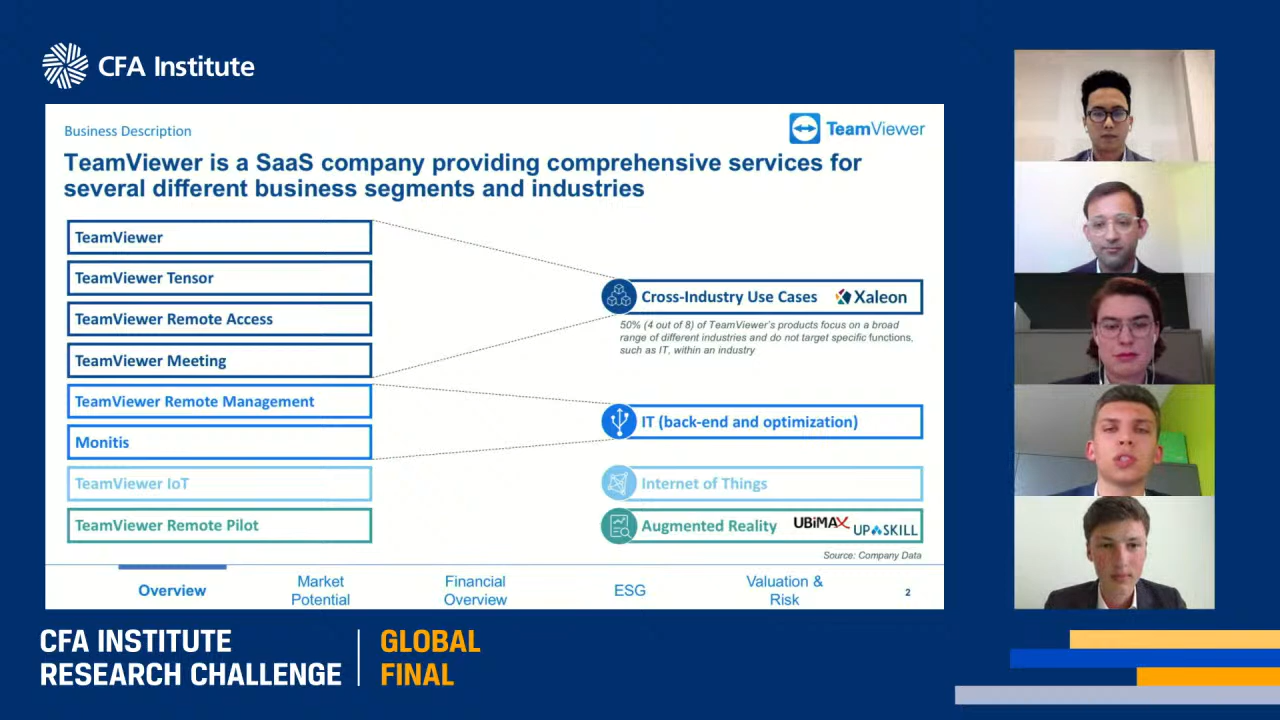 CFA Institute
Business Description
TeamViewer
TeamViewer is a SaaS company providing comprehensive services for
several different business segments and industries
TeamViewer
TeamViewer Tensor
TeamViewer Remote Access
TeamViewer Meeting
TeamViewer Remote Management
Monitis
TeamViewer IoT
TeamViewer Remote Pilot
Cross-Industry Use Cases
Xaleon
50% (4 out of 8) of TeamViewer's products focus on a broad
range of different industries and do not target specific functions,
such as IT, within an industry
IT (back-end and optimization)
Internet of Things
Augmented Reality
UBiMAX
UPSKILL
Source: Company Data
Overview
Market
Potential
Financial
Overview
ESG
Valuation &
Risk
2
CFA INSTITUTE
RESEARCH CHALLENGE
GLOBAL
FINAL